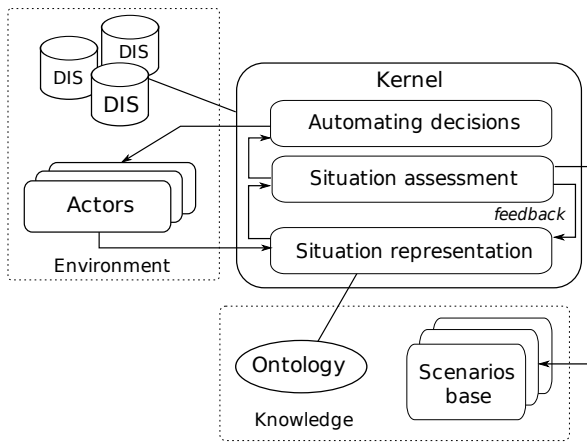 DIS
DIS
DIS
Kernel
Automating decisions
Situation assessment
feedback
Actors
Situation representation
Environment
Ontology
Scenarios
base
Knowledge